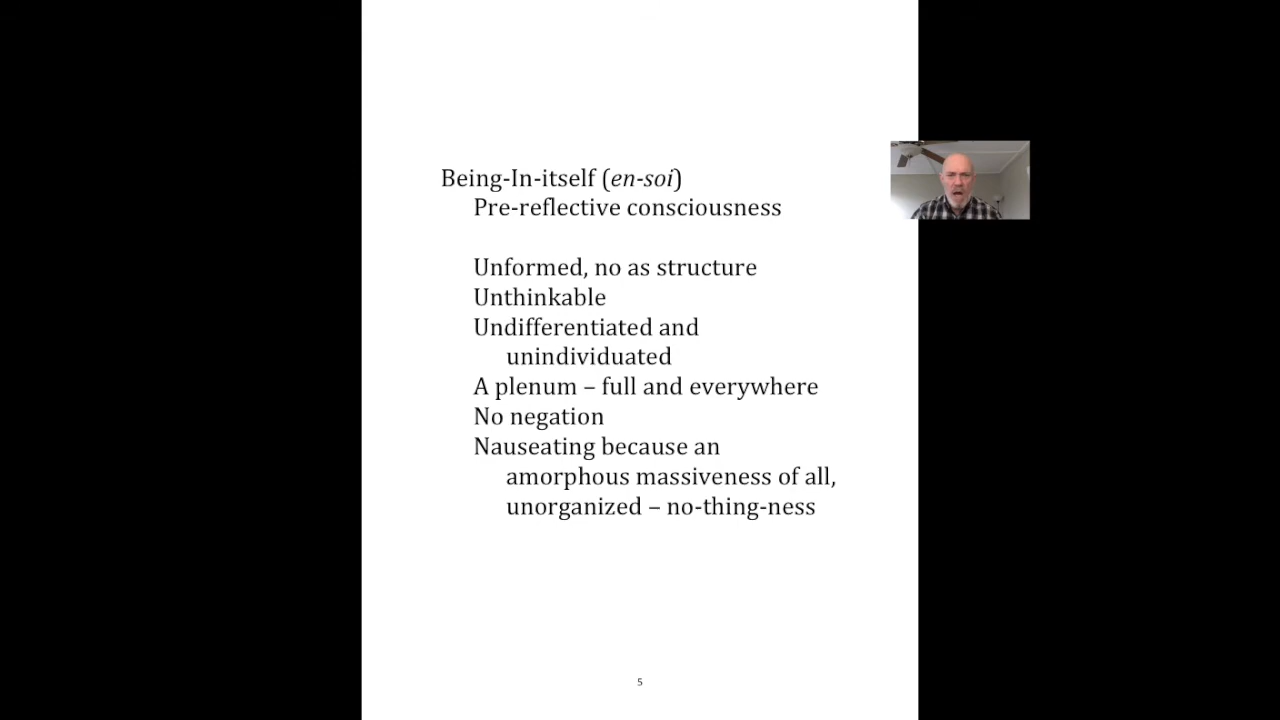 Being-In-itself (en-soi)
Pre-reflective consciousness
Unformed, no as structure
Unthinkable
Undifferentiated and
unindividuated
A plenum – full and everywhere
No negation
Nauseating because an
amorphous massiveness of all,
unorganized – no-thing-ness
5